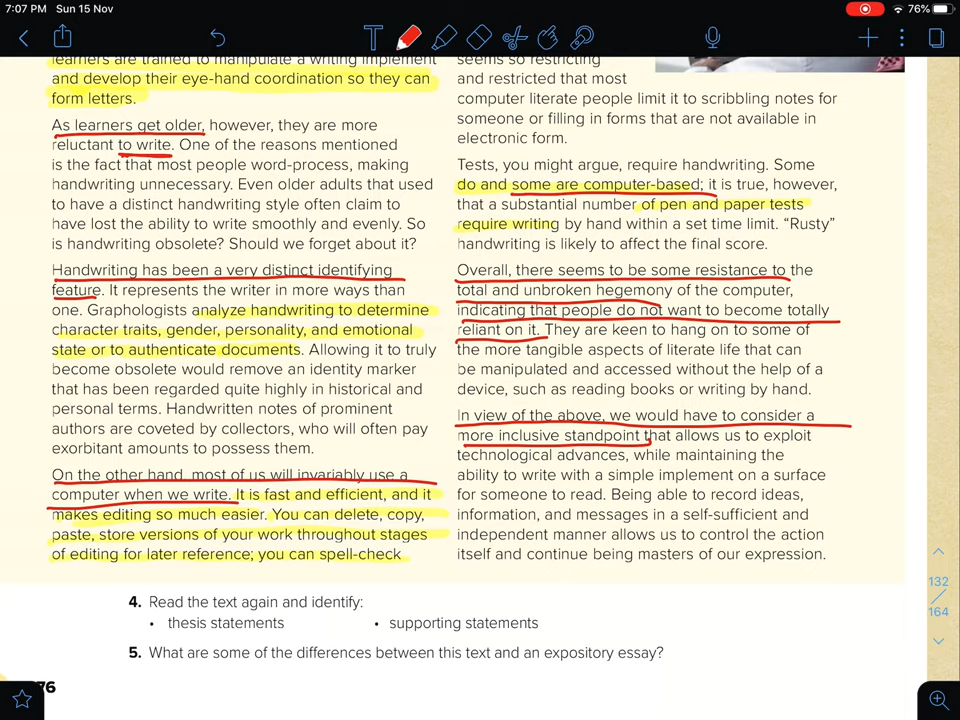 7:07 PM Sun 15 Nov
76%
learners are trained to manipulate a writing implement
and develop their eye-hand coordination so they can
form letters.
As learners get older, however, they are more
reluctant to write. One of the reasons mentioned
is the fact that most people word-process, making
handwriting unnecessary. Even older adults that used
to have a distinct handwriting style often claim to
have lost the ability to write smoothly and evenly. So
is handwriting obsolete? Should we forget about it?
Handwriting has been a very distinct identifying
feature. It represents the writer in more ways than
one. Graphologists analyze handwriting to determine
character traits, gender, personality, and emotional
state or to authenticate documents. Allowing it to truly
become obsolete would remove an identity marker
that has been regarded quite highly in historical and
personal terms. Handwritten notes of prominent
authors are coveted by collectors, who will often pay
exorbitant amounts to possess them.
On the other hand, most of us will invariably use a
computer when we write. It is fast and efficient, and it
makes editing so much easier. You can delete, copy,
paste, store versions of your work throughout stages
of editing for later reference; you can spell-check
seems so restricting
and restricted that most
computer literate people limit it to scribbling notes for
someone or filling in forms that are not available in
electronic form.
Tests, you might argue, require handwriting. Some
do and some are computer-based; it is true, however,
that a substantial number of pen and paper tests
require writing by hand within a set time limit. “Rusty”
handwriting is likely to affect the final score.
Overall, there seems to be some resistance to the
total and unbroken hegemony of the computer,
indicating that people do not want to become totally
reliant on it. They are keen to hang on to some of
the more tangible aspects of literate life that can
be manipulated and accessed without the help of a
device, such as reading books or writing by hand.
In view of the above, we would have to consider a
more inclusive standpoint that allows us to exploit
technological advances, while maintaining the
ability to write with a simple implement on a surface
for someone to read. Being able to record ideas,
information, and messages in a self-sufficient and
independent manner allows us to control the action
itself and continue being masters of our expression.
132
164
4. Read the text again and identify:
• thesis statements • supporting statements
5. What are some of the differences between this text and an expository essay?
76